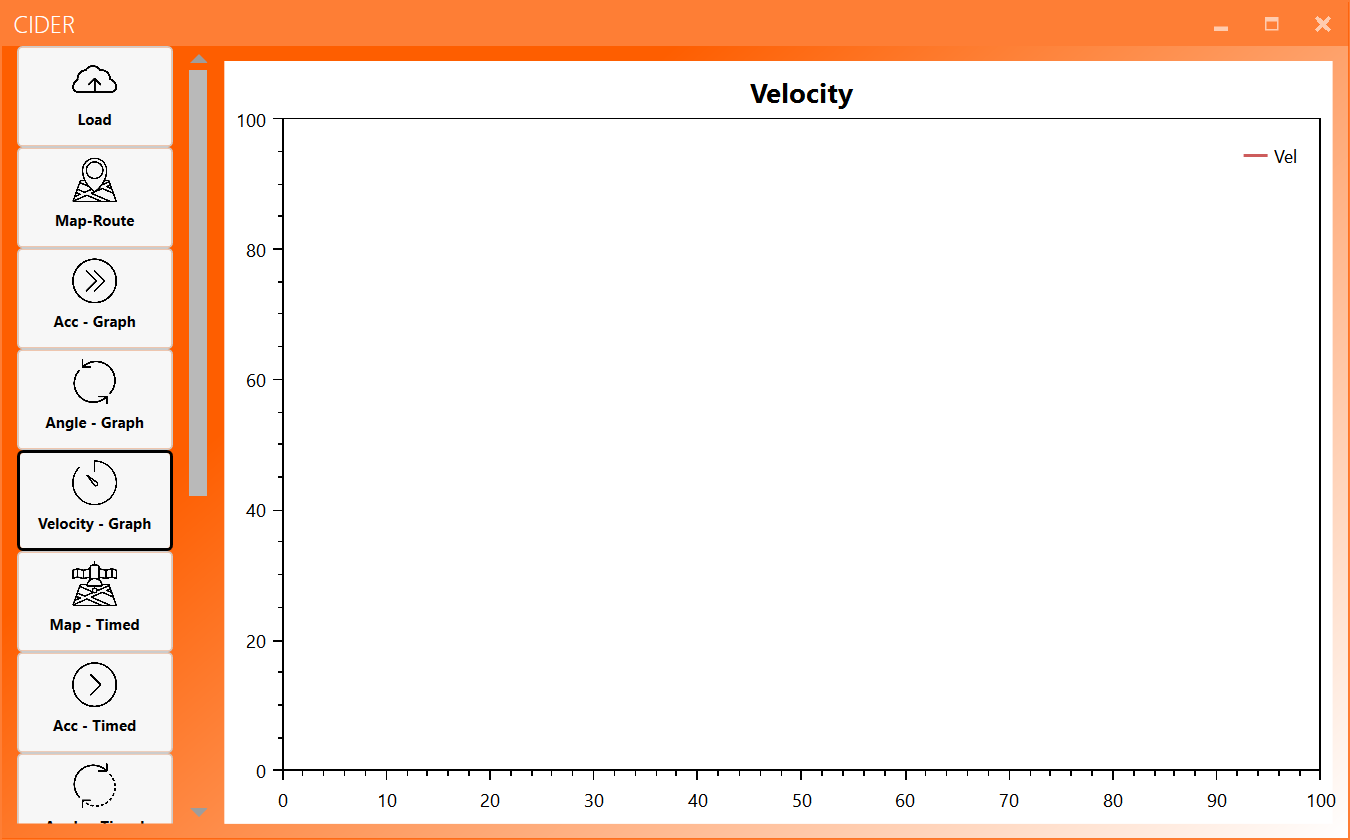 CIDER
Load
Map-Route
Acc - Graph
Angle - Graph
Velocity - Graph
Map - Timed
Acc - Timed
Velocity
Vel
100
80
60
40
20
0
0 10 20 30 40 50 60 70 80 90 100